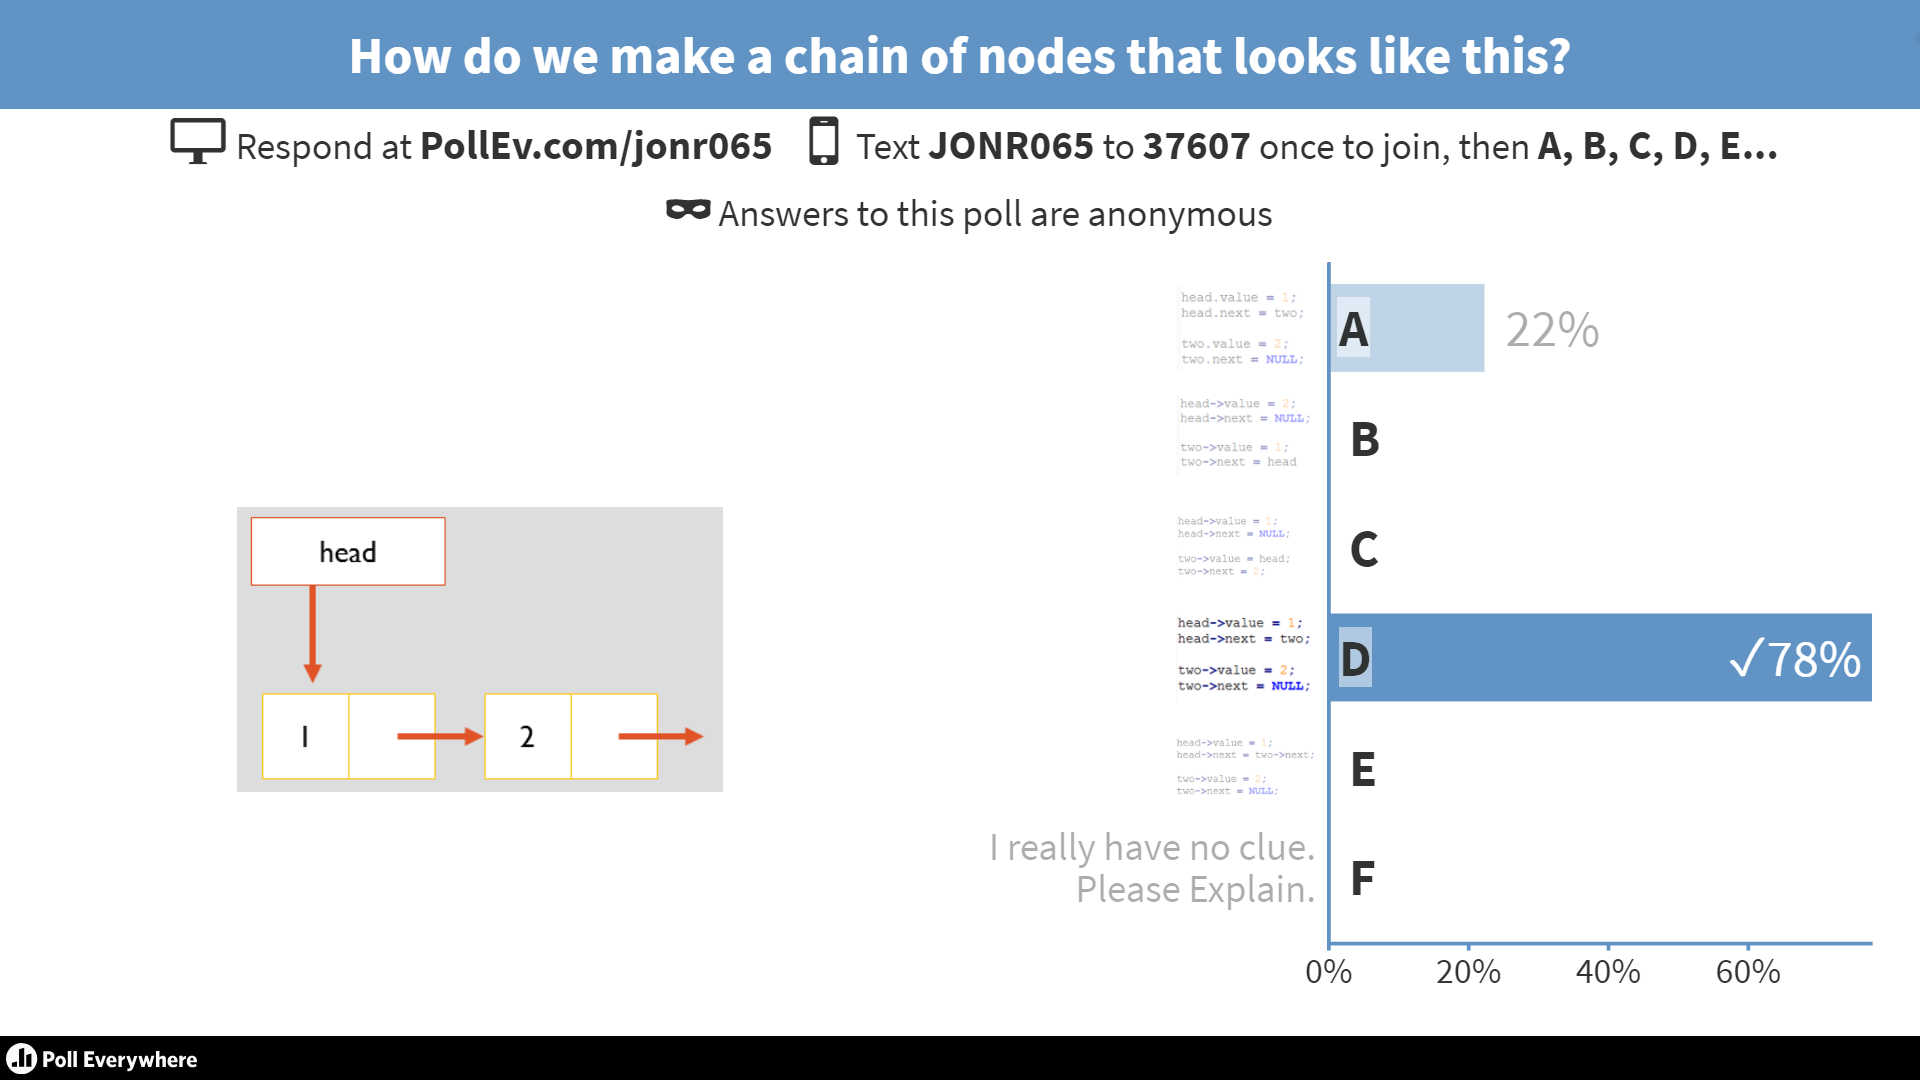 How do we make a chain of nodes that looks like this?
Respond at PollEv.com/jonr065
Text JONR065 to 37607 once to join, then A, B, C, D, E...
Answers to this poll are anonymous
head
1
2
head.value = 1;
head.next = two;
two.value = 2;
two.next = NULL;
A
22%
head->value = 2;
head->next = NULL;
two->value = 1;
two->next = head
B
head->value = 1;
head->next = NULL;
two->value = head;
two->next = 2;
C
head->value = 1;
head->next = two;
two->value = 2;
two->next = NULL;
D
✓78%
head->value = 1;
head->next = two->next;
two->value = 2;
two->next = NULL;
E
I really have no clue.
Please Explain.
F
0%
20%
40%
60%
Poll Everywhere